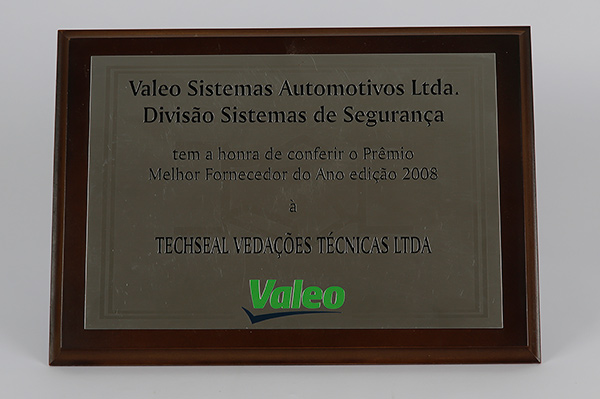 Valeo Sistemas Automotivos Ltda.
Divisão Sistemas de Segurança
tem a honra de conferir o Prêmio
Melhor Fornecedor do Ano edição 2008
à
TECHSEAL VEDAÇÕES TÉCNICAS LTDA
Valeo